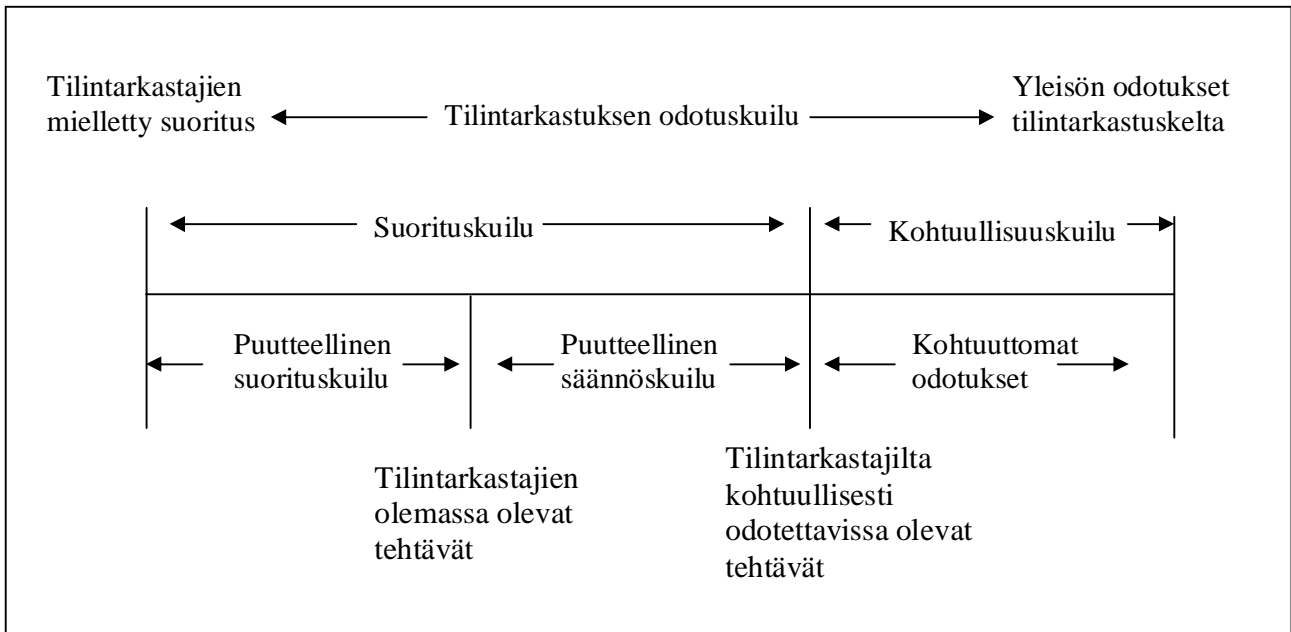 Tilintarkastajien
mielletty suoritus
Tilintarkastuksen odotuskuilu
Yleisön odotukset
tilintarkastuskelta
Suorituskuilu
Kohtuullisuuskuilu
Puutteellinen
suorituskuilu
Puutteellinen
säännöskuilu
Kohtuuttomat
odotukset
Tilintarkastajien
olemassa olevat
tehtävät
Tilintarkastajilta
kohtuullisesti
odotettavissa olevat
tehtävät